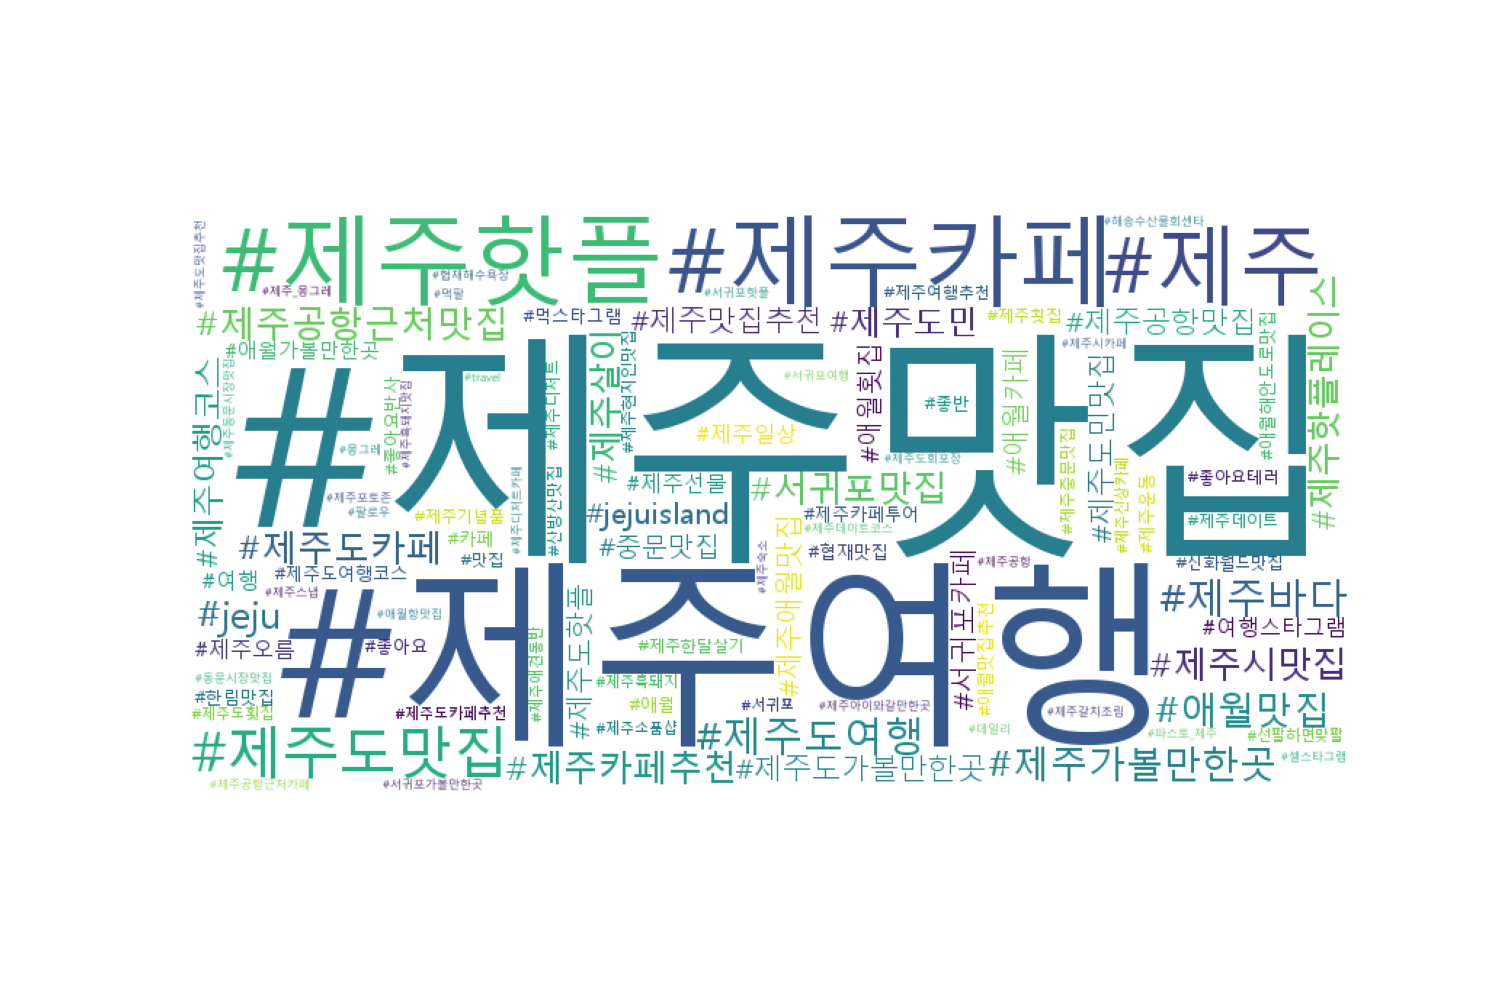 #제주맛집
#제주여행
#제주핫플
#제주카페
#제주
#해송수산물회센타
#제주도맛집추천
#협재해수욕장
#제주_몽그레
#먹팔
#서귀포핫플
#제주여행추천
#제주공항근처맛집
#먹스타그램
#제주맛집추천
#제주도민
#제주횟집
#제주공항맛집
#제주핫플레이스
#애월가볼만한곳
#제주시카페
#애월해안도로맛집
#제주여행코스
#제주동문시장맛집
#좋아요반사
#제주흑돼지맛집
#travel
#제주디저트
#제주살이
#제주현지인맛집
#서귀포여행
#애월횟집
#좋반
#애월카페
#제주도민맛집
#제주일상
#몽그레
#제주도회포장
#제주중문맛집
#제주신상카페
#제주운동
#좋아요테러
#제주포토존
#팔로우
#제주디저트카페
#산방산맛집
#제주선물
#서귀포맛집
#제주기념품
#jejuisland
#제주카페투어
#제주데이트코스
#제주데이트
#제주도카페
#카페
#맛집
#중문맛집
#제주숙소
#제주애월맛집
#협재맛집
#서귀포카페
#제주공항
#신화월드맛집
#여행
#제주도여행코스
#제주스냅
#jeju
#애월항맛집
#제주바다
#애월맛집추천
#여행스타그램
#제주오름
#좋아요
#제주애견동반
#제주도핫플
#제주한달살기
#제주시맛집
#동문시장맛집
#한림맛집
#제주흑돼지
#애월
#서귀포
#제주아이와갈만한곳
#제주갈치조림
#애월맛집
#제주도횟집
#제주도카페추천
#제주소품샵
#제주도여행
#데일리
#파스토_제주
#선팔하면맞팔
#제주도맛집
#제주카페추천
#제주도가볼만한곳
#제주가볼만한곳
#셀스타그램
#제주공항근처카페
#서귀포가볼만한곳